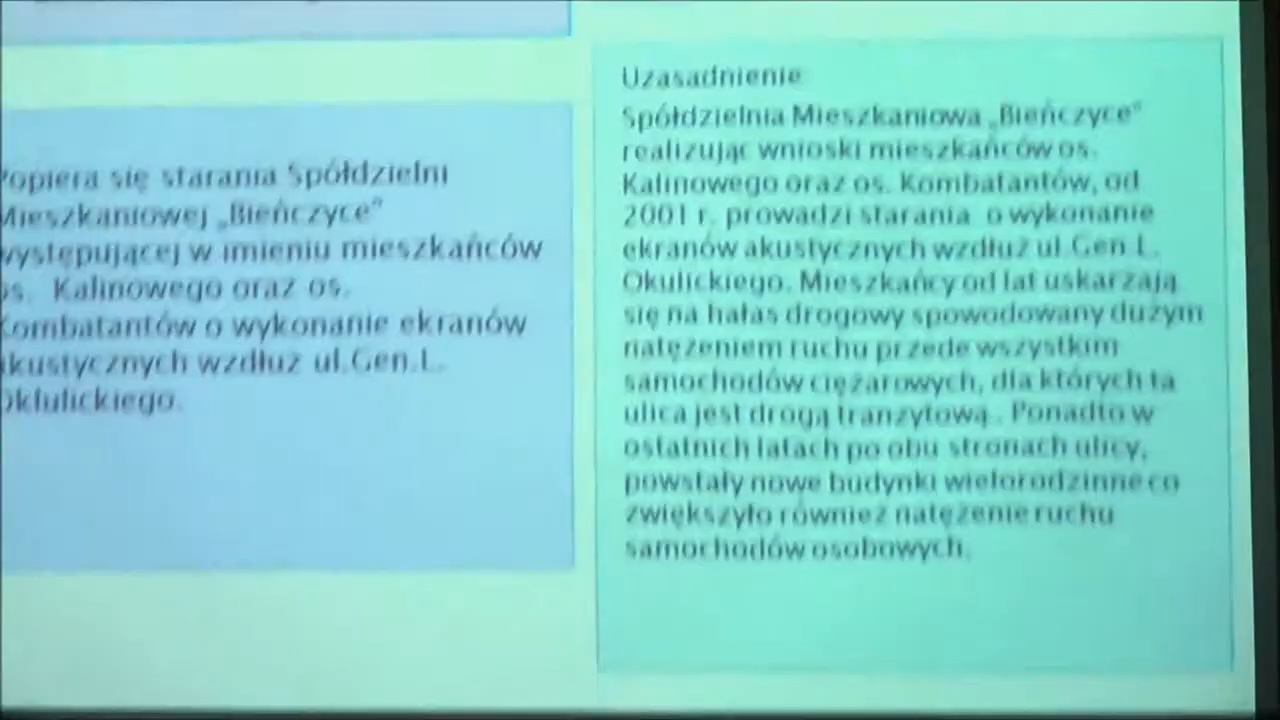 Popiera się starania Spółdzielni
Mieszkaniowej „Bieńczyce"
występującej w imieniu mieszkańców
os. Kalinowego oraz os.
Kombatantów o wykonanie ekranów
akustycznych wzdłuż ul.Gen.L.
Okłulickiego.
Uzasadnienie
Spółdzielnia Mieszkaniowa „Bieńczyce"
realizując wnioski mieszkańców os.
Kalinowego oraz os. Kombatantów, od
2001 r. prowadzi starania o wykonanie
ekranów akustycznych wzdłuż ul.Gen.L.
Okulickiego. Mieszkańcy od lat uskarżają
się na hałas drogowy spowodowany dużym
natężeniem ruchu przede wszystkim
samochodów ciężarowych, dla których ta
ulica jest drogą tranzytową. Ponadto w
ostatnich latach po obu stronach ulicy,
powstały nowe budynki wielorodzinne co
zwiększyło również natężenie ruchu
samochodów osobowych.